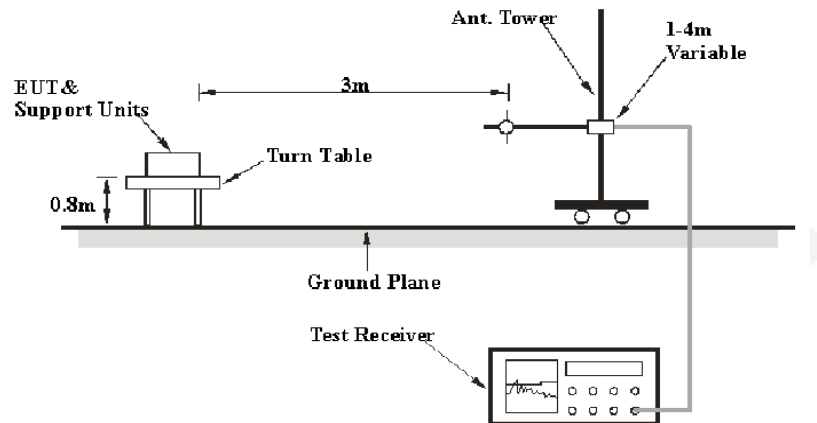 Ant. Tower
1-4m
Variable
EUT&
Support Units
3m
Turn Table
0.8m
Ground Plane
Test Receiver